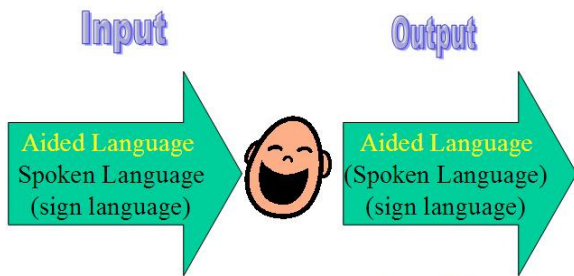 Input
Output
Aided Language
Spoken Language
(sign language)
Aided Language
(Spoken Language)
(sign language)